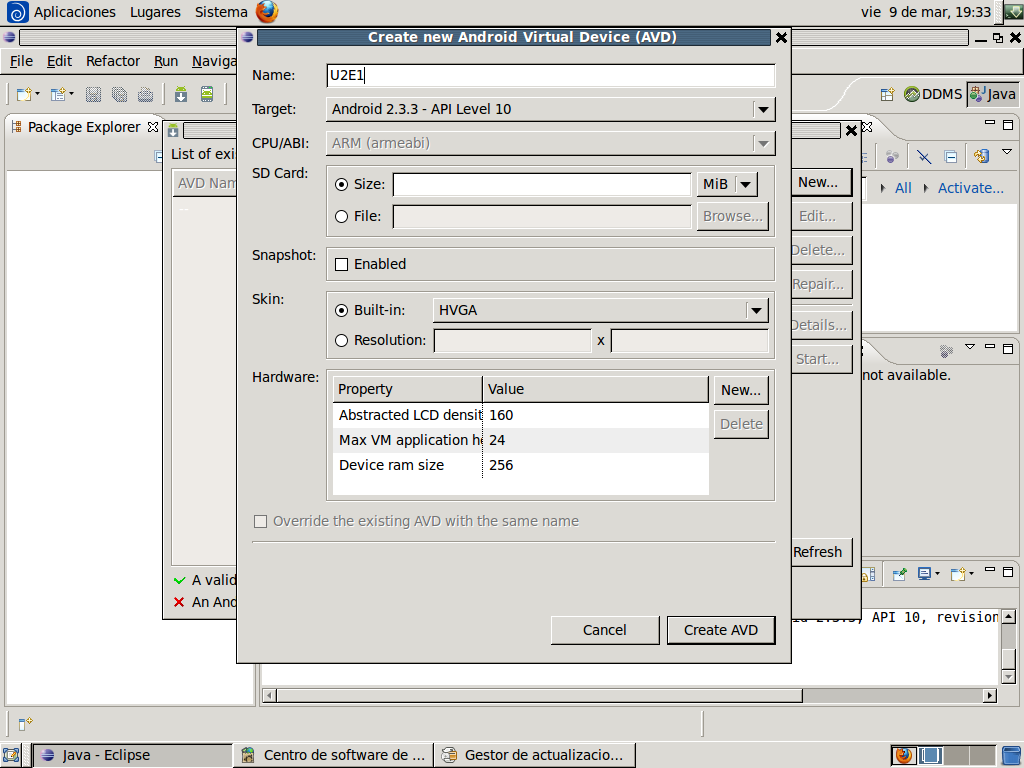 Aplicaciones Lugares Sistema vie 9 de mar, 19:33
Create new Android Virtual Device (AVD)
File Edit Refactor Run Naviga
Name: U2E1
DDMS Java
Target: Android 2.3.3 - API Level 10
Package Explorer
CPU/ABI: ARM (armeabi)
List of exi
SD Card:
Size: MiB
AVD Nam
New...
All Activate...
File: Browse...
Edit...
Delete...
Snapshot: Enabled
Repair...
Skin:
Built-in: HVGA
Details...
Resolution: x
Start...
Hardware:
not available.
Property Value New...
Abstracted LCD densit 160
Delete
Max VM application he 24
Device ram size 256
Override the existing AVD with the same name
Refresh
A valid
An And
API 10, revision
Cancel Create AVD
Java - Eclipse Centro de software de ... Gestor de actualizacio...